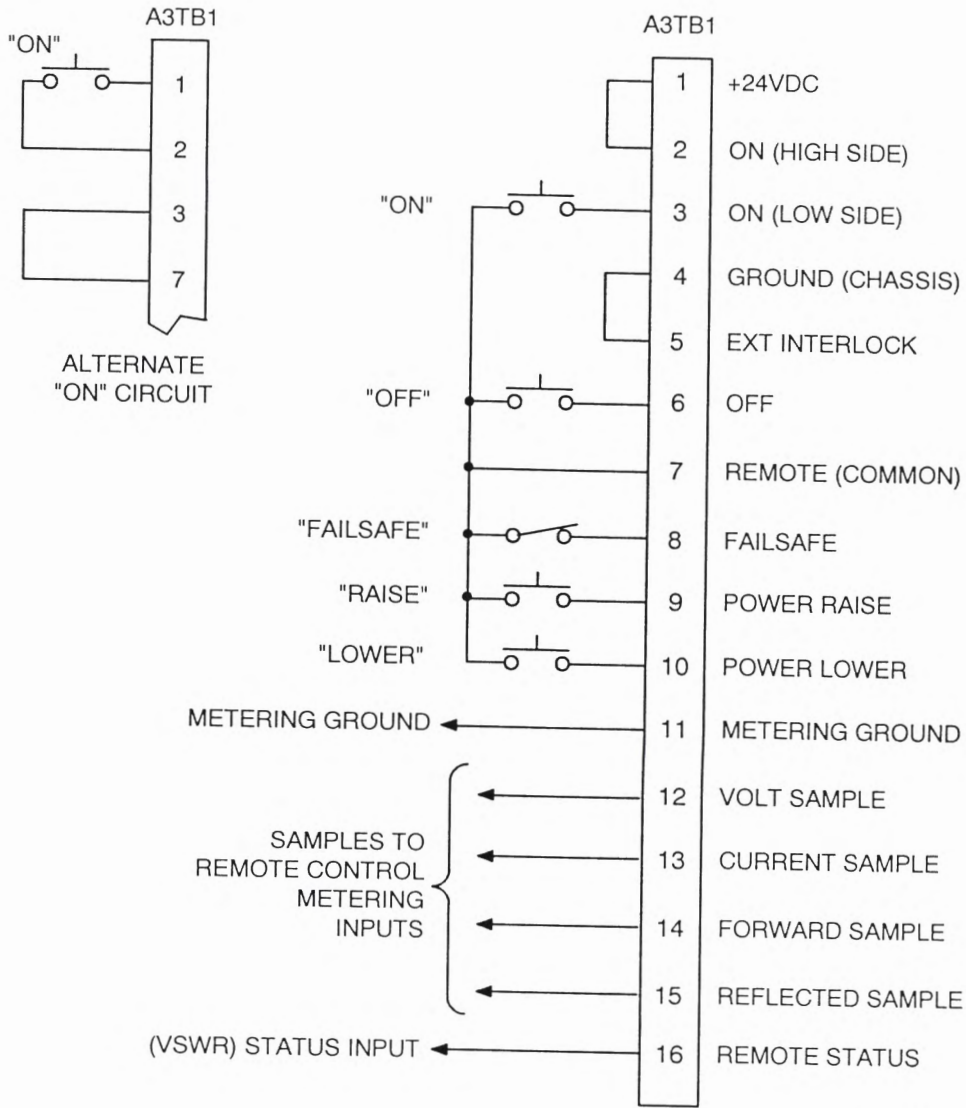 A3TB1
"ON"
1
2
3
7
ALTERNATE
"ON" CIRCUIT
A3TB1
1 +24VDC
2 ON (HIGH SIDE)
"ON" 3 ON (LOW SIDE)
4 GROUND (CHASSIS)
5 EXT INTERLOCK
"OFF" 6 OFF
7 REMOTE (COMMON)
"FAILSAFE" 8 FAILSAFE
"RAISE" 9 POWER RAISE
"LOWER" 10 POWER LOWER
METERING GROUND 11 METERING GROUND
12 VOLT SAMPLE
SAMPLES TO
REMOTE CONTROL
METERING
INPUTS
13 CURRENT SAMPLE
14 FORWARD SAMPLE
15 REFLECTED SAMPLE
(VSWR) STATUS INPUT 16 REMOTE STATUS